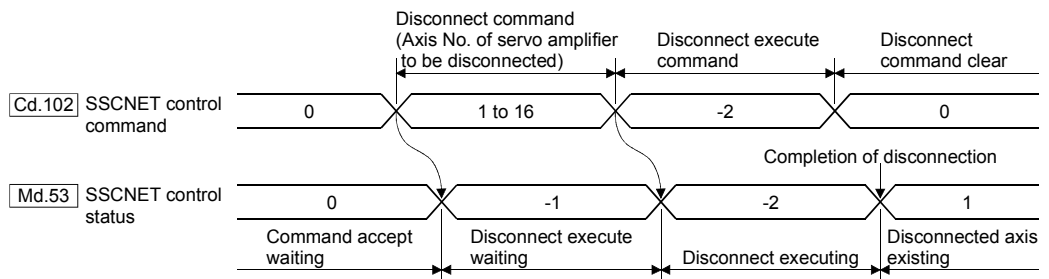 Disconnect command
(Axis No. of servo amplifier
to be disconnected)
Disconnect execute
command
Disconnect
command clear
Cd.102 SSCNET control
command
0
1 to 16
-2
0
Completion of disconnection
Md.53 SSCNET control
status
0
-1
-2
1
Command accept
waiting
Disconnect execute
waiting
Disconnect executing
Disconnected axis
existing